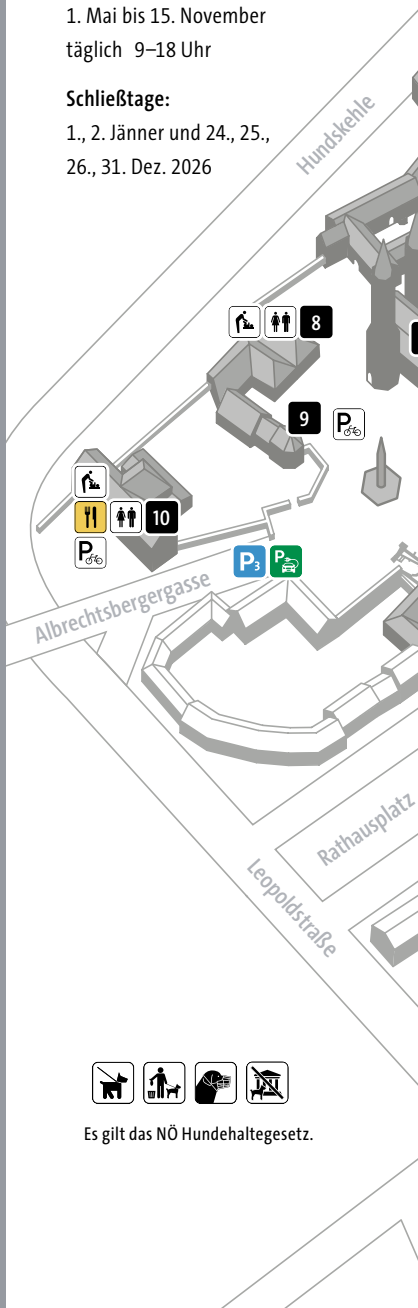 1. Mai bis 15. November
täglich 9–18 Uhr
Schließtage:
1., 2. Jänner und 24., 25.,
26., 31. Dez. 2026
Hundskehle
8
9
P
10
P
P3 P
Albrechtsbergergasse
Rathausplatz
Leopoldstraße
Es gilt das NÖ Hundehaltegesetz.